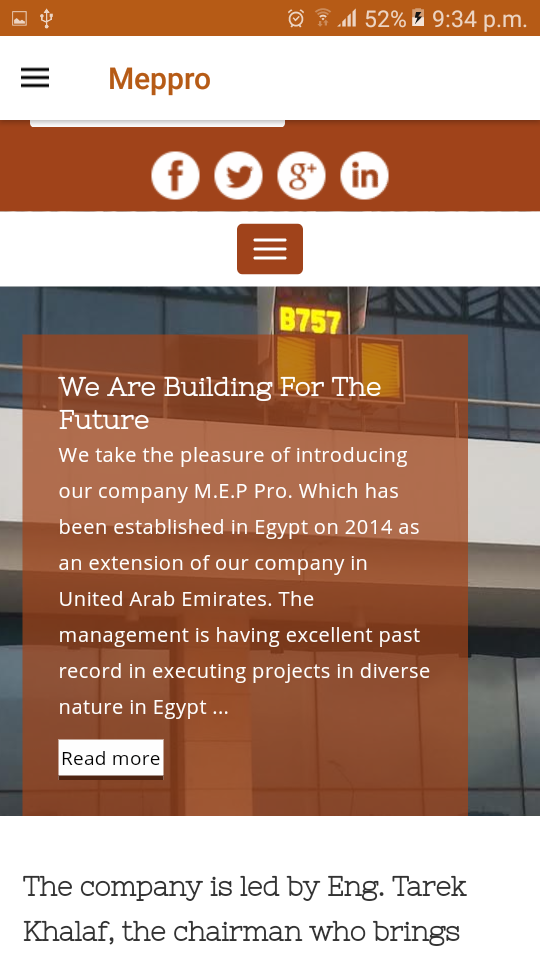 52% 9:34 p.m.
Meppro
f g+ in
B757
We Are Building For The
Future
We take the pleasure of introducing
our company M.E.P Pro. Which has
been established in Egypt on 2014 as
an extension of our company in
United Arab Emirates. The
management is having excellent past
record in executing projects in diverse
nature in Egypt ...
Read more
The company is led by Eng. Tarek
Khalaf, the chairman who brings